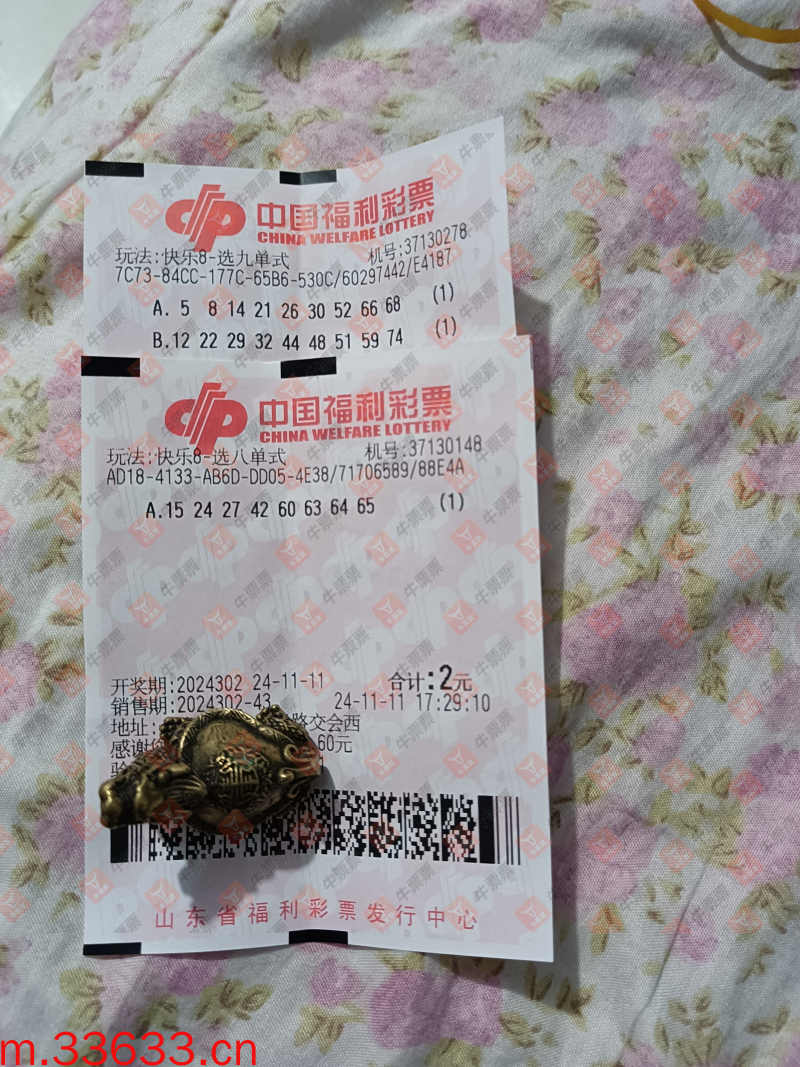 中国福利彩票
CHINA WELFARE LOTTERY
玩法:快乐8-选九单式 机号:37130278
7C73-84CC-177C-65B6-530C/60297442/E4187
A. 5 8 14 21 26 30 52 66 68 (1)
B.12 22 29 32 44 48 51 59 74 (1)
中国福利彩票
CHINA WELFARE LOTTERY
玩法:快乐8-选八单式 机号:37130148
AD18-4133-AB6D-DD05-4E38/71706589/88E4A
A.15 24 27 42 60 63 64 65 (1)
开奖期:2024302 24-11-11 合计:2元
销售期:2024302-43 24-11-11 17:29:10
地址: 路交会西
感谢 60元
山东省福利彩票发行中心
牛彩票
m.33633.cn